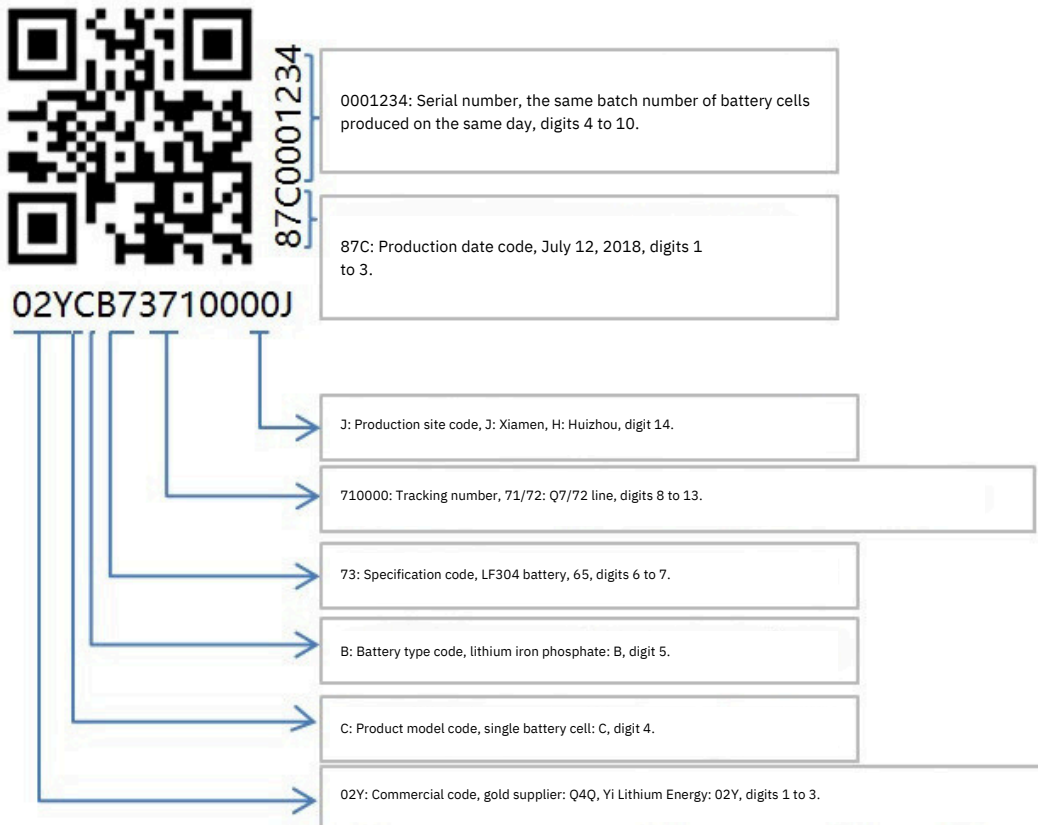 87C0001234
0001234: Serial number, the same batch number of battery cells
produced on the same day, digits 4 to 10.
87C: Production date code, July 12, 2018, digits 1
to 3.
02YCB73710000J
J: Production site code, J: Xiamen, H: Huizhou, digit 14.
710000: Tracking number, 71/72: Q7/72 line, digits 8 to 13.
73: Specification code, LF304 battery, 65, digits 6 to 7.
B: Battery type code, lithium iron phosphate: B, digit 5.
C: Product model code, single battery cell: C, digit 4.
02Y: Commercial code, gold supplier: Q4Q, Yi Lithium Energy: 02Y, digits 1 to 3.